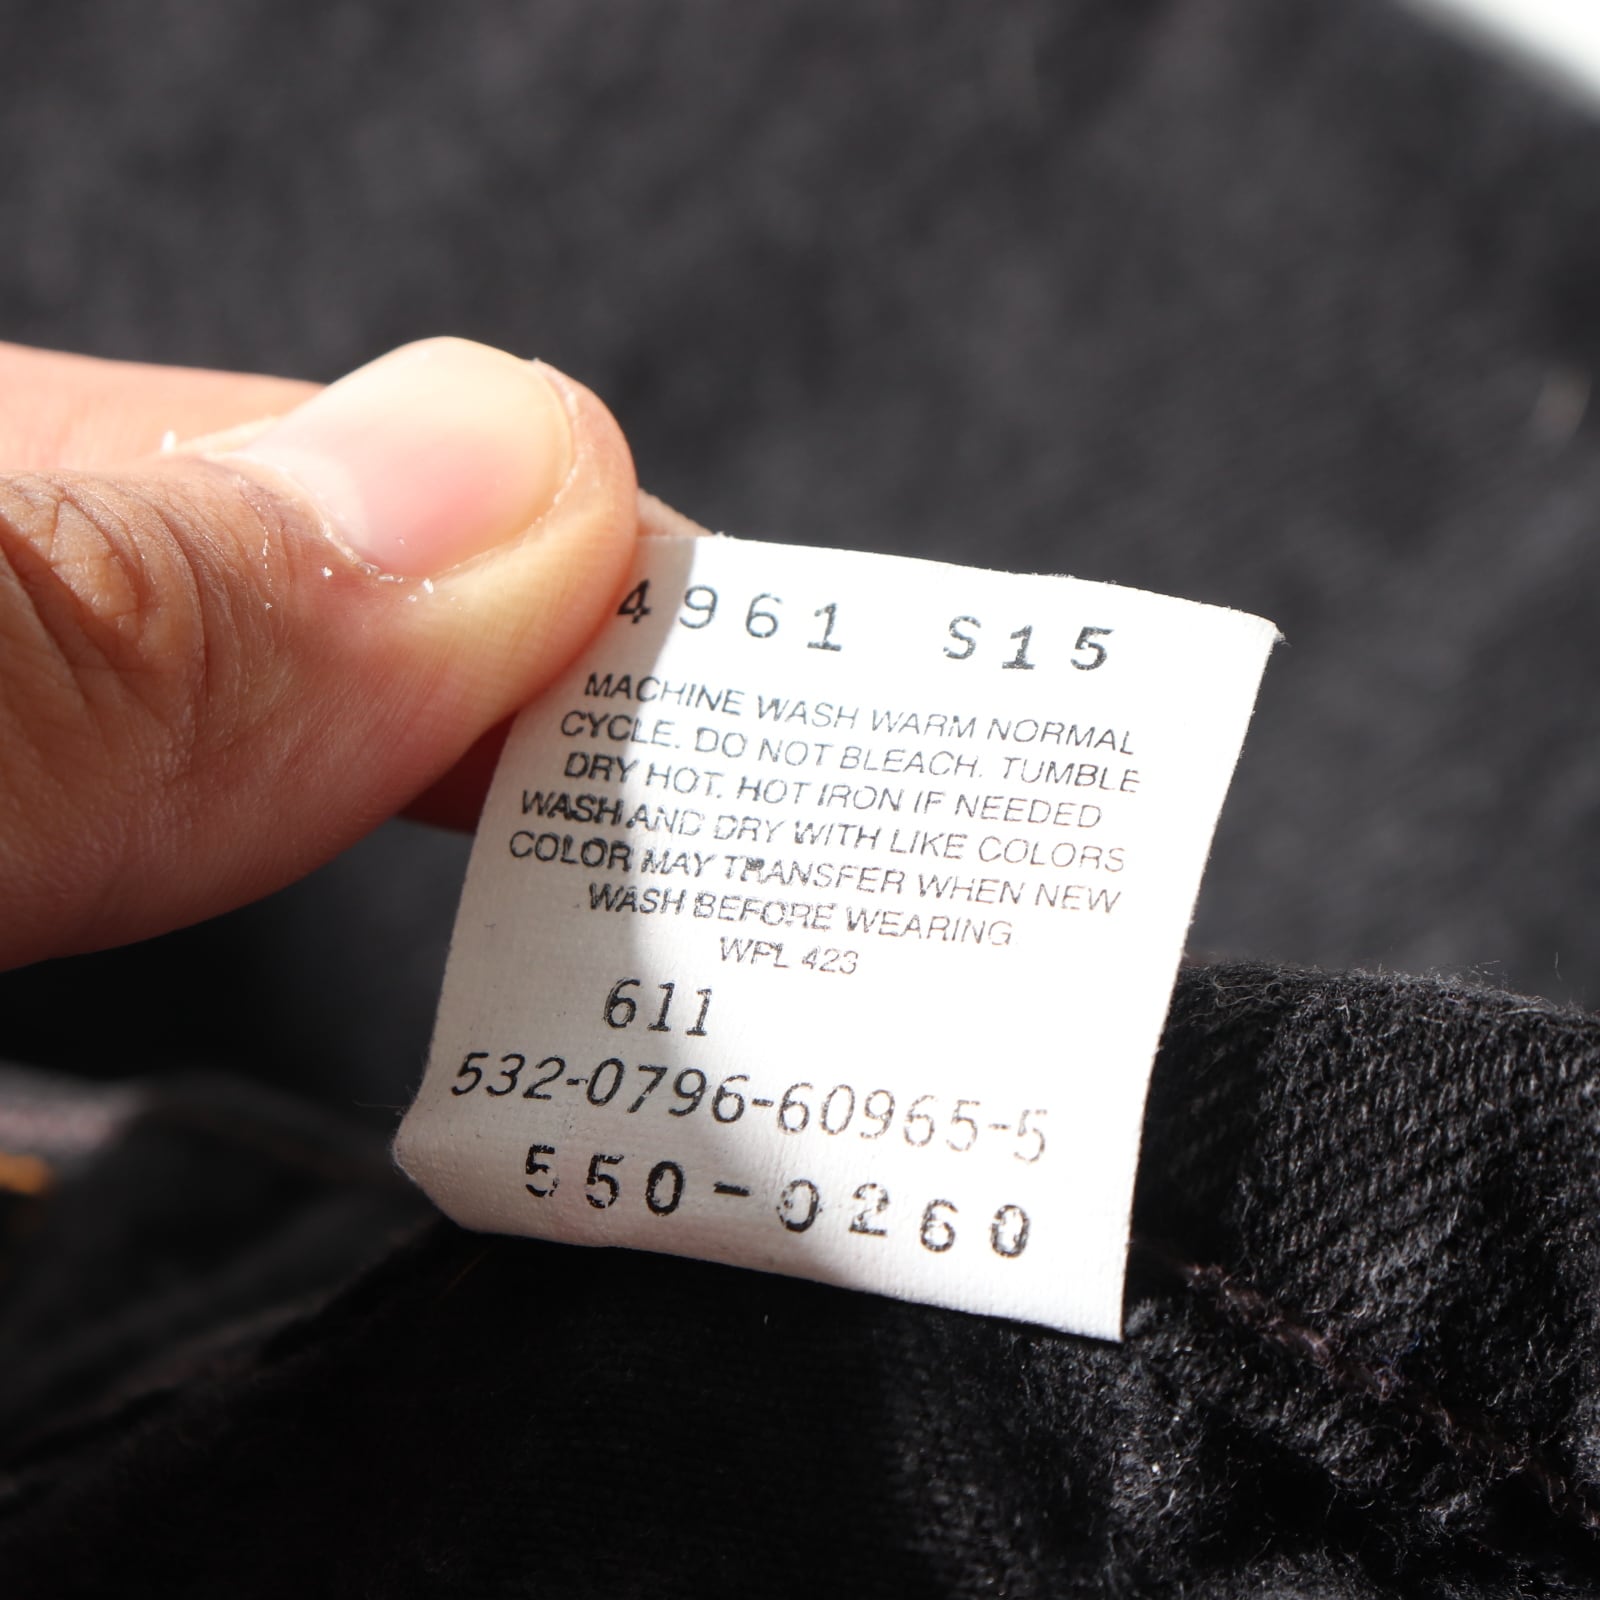 4961 S15
MACHINE WASH WARM NORMAL
CYCLE. DO NOT BLEACH. TUMBLE
DRY HOT. HOT IRON IF NEEDED
WASH AND DRY WITH LIKE COLORS
COLOR MAY TRANSFER WHEN NEW
WASH BEFORE WEARING
WPL 423
611
532-0796-60965-5
550-0260